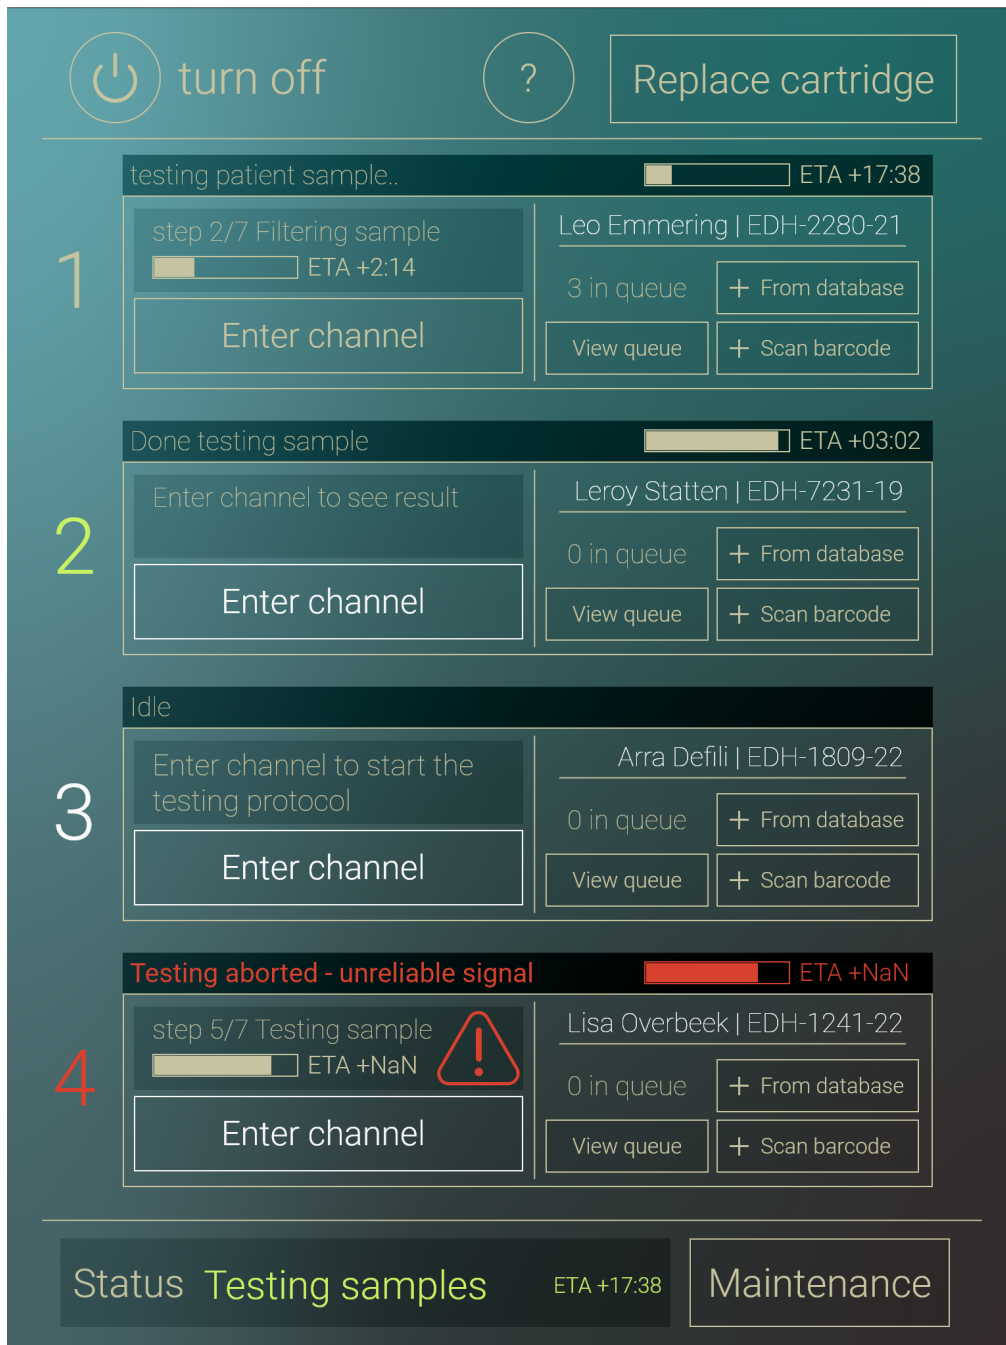 turn off
?
Replace cartridge
testing patient sample..
ETA +17:38
1
step 2/7 Filtering sample
ETA +2:14
Enter channel
Leo Emmering | EDH-2280-21
3 in queue
+ From database
View queue
+ Scan barcode
Done testing sample
ETA +03:02
2
Enter channel to see result
Enter channel
Leroy Statten | EDH-7231-19
0 in queue
+ From database
View queue
+ Scan barcode
Idle
3
Enter channel to start the
testing protocol
Enter channel
Arra Defili | EDH-1809-22
0 in queue
+ From database
View queue
+ Scan barcode
Testing aborted - unreliable signal
ETA +NaN
4
step 5/7 Testing sample
ETA +NaN
Enter channel
Lisa Overbeek | EDH-1241-22
0 in queue
+ From database
View queue
+ Scan barcode
Status Testing samples ETA +17:38
Maintenance